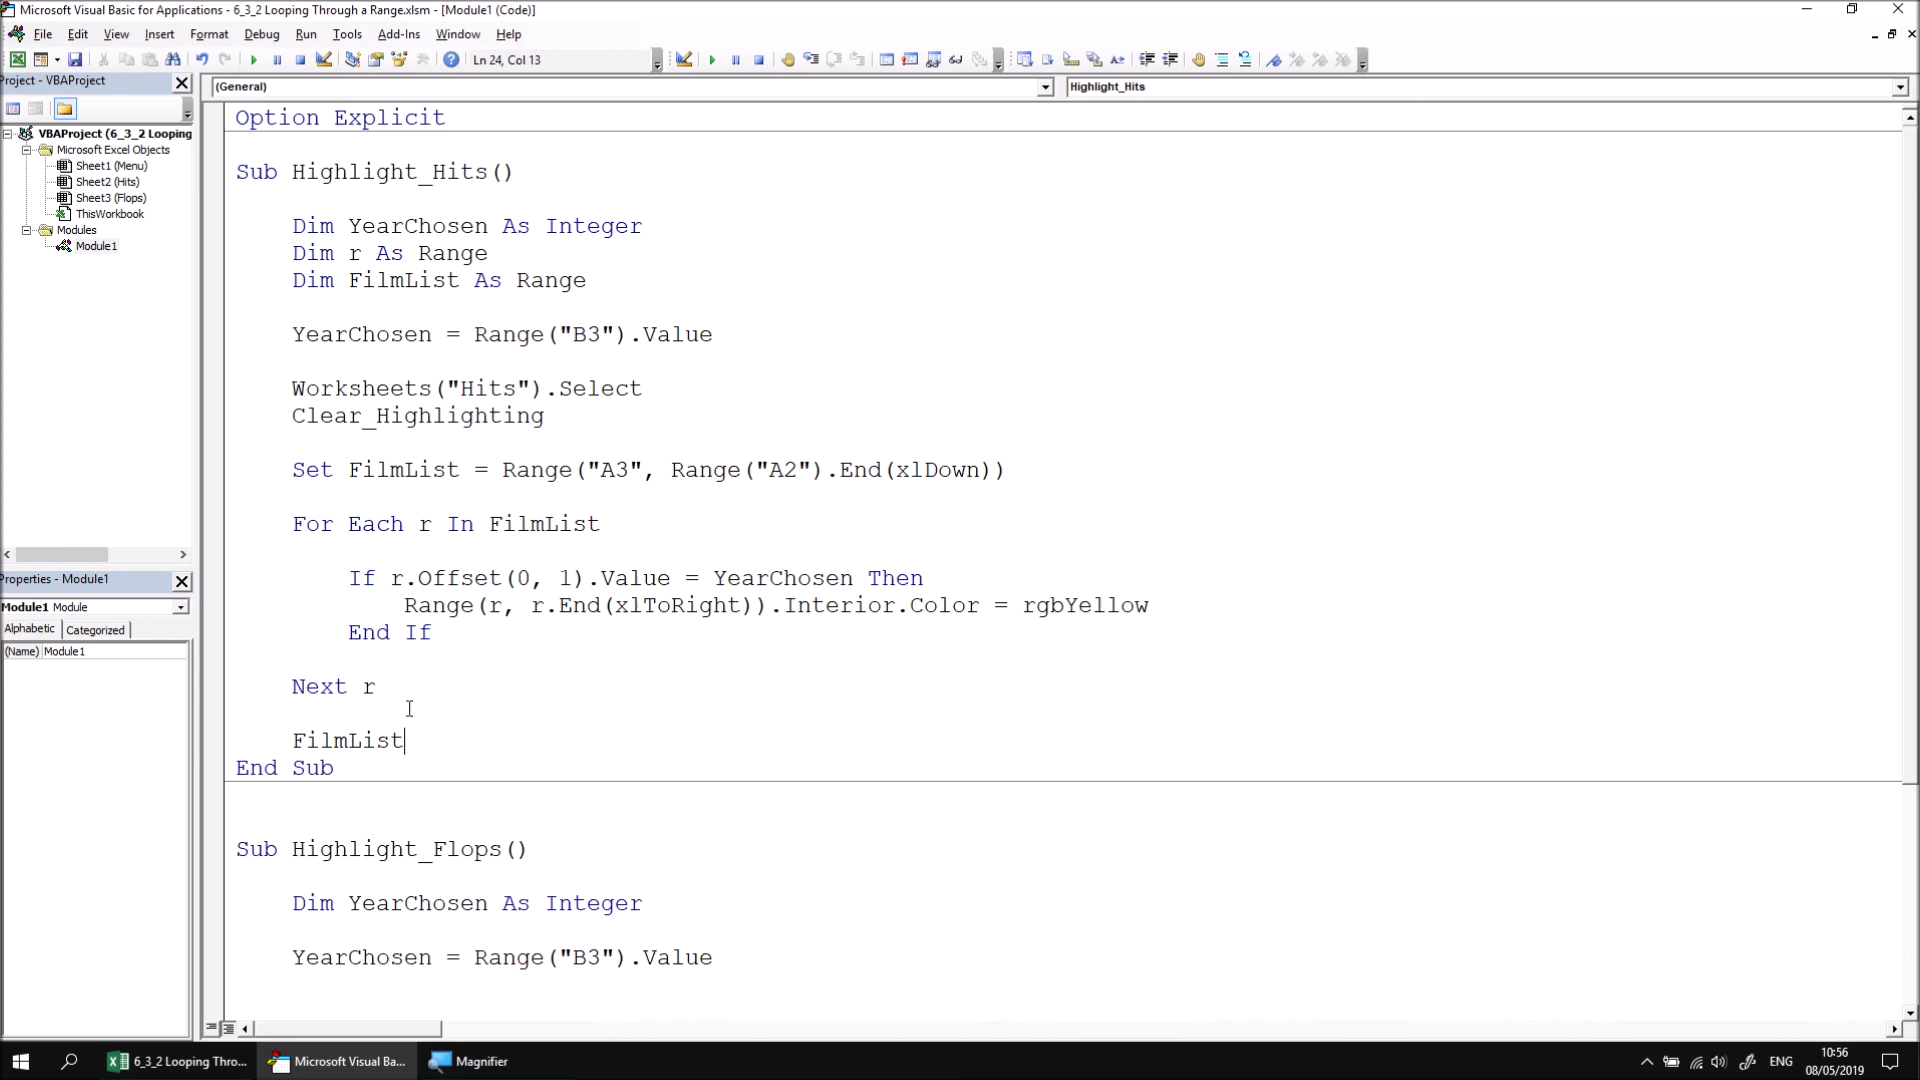 Microsoft Visual Basic for Applications - 6_3_2 Looping Through a Range.xlsm - [Module1 (Code)]
File Edit View Insert Format Debug Run Tools Add-Ins Window Help
Ln 24, Col 13
Project - VBAProject
(General)
Highlight_Hits
VBAProject (6_3_2 Looping
Microsoft Excel Objects
Sheet1 (Menu)
Sheet2 (Hits)
Sheet3 (Flops)
ThisWorkbook
Modules
Module1
Properties - Module1
Module1 Module
Alphabetic Categorized
(Name) Module1
Option Explicit
Sub Highlight_Hits()
Dim YearChosen As Integer
Dim r As Range
Dim FilmList As Range
YearChosen = Range("B3").Value
Worksheets("Hits").Select
Clear_Highlighting
Set FilmList = Range("A3", Range("A2").End(xlDown))
For Each r In FilmList
If r.Offset(0, 1).Value = YearChosen Then
Range(r, r.End(xlToRight)).Interior.Color = rgbYellow
End If
Next r
FilmList
End Sub
Sub Highlight_Flops()
Dim YearChosen As Integer
YearChosen = Range("B3").Value
6_3_2 Looping Thro...
Microsoft Visual Ba...
Magnifier
ENG
10:56
08/05/2019